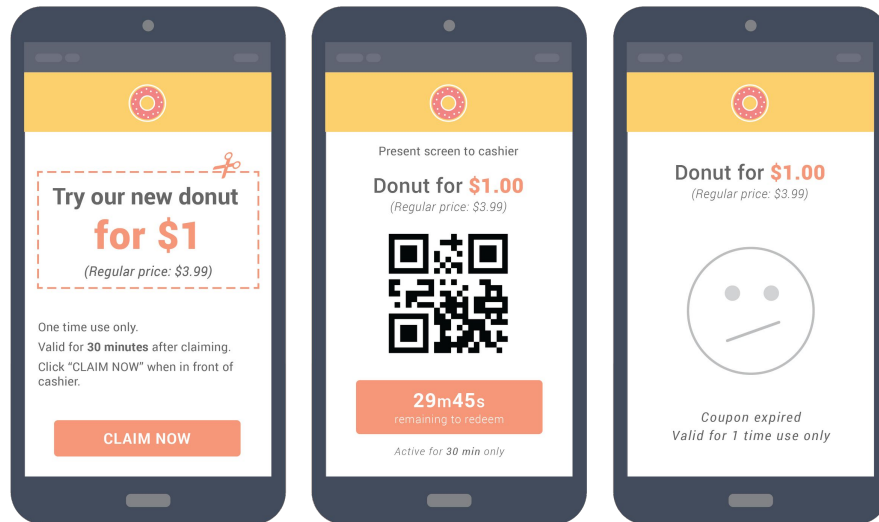 Try our new donut
for $1
(Regular price: $3.99)
One time use only.
Valid for 30 minutes after claiming.
Click “CLAIM NOW” when in front of
cashier.
CLAIM NOW
Present screen to cashier
Donut for $1.00
(Regular price: $3.99)
29m45s
remaining to redeem
Active for 30 min only
Donut for $1.00
(Regular price: $3.99)
Coupon expired
Valid for 1 time use only